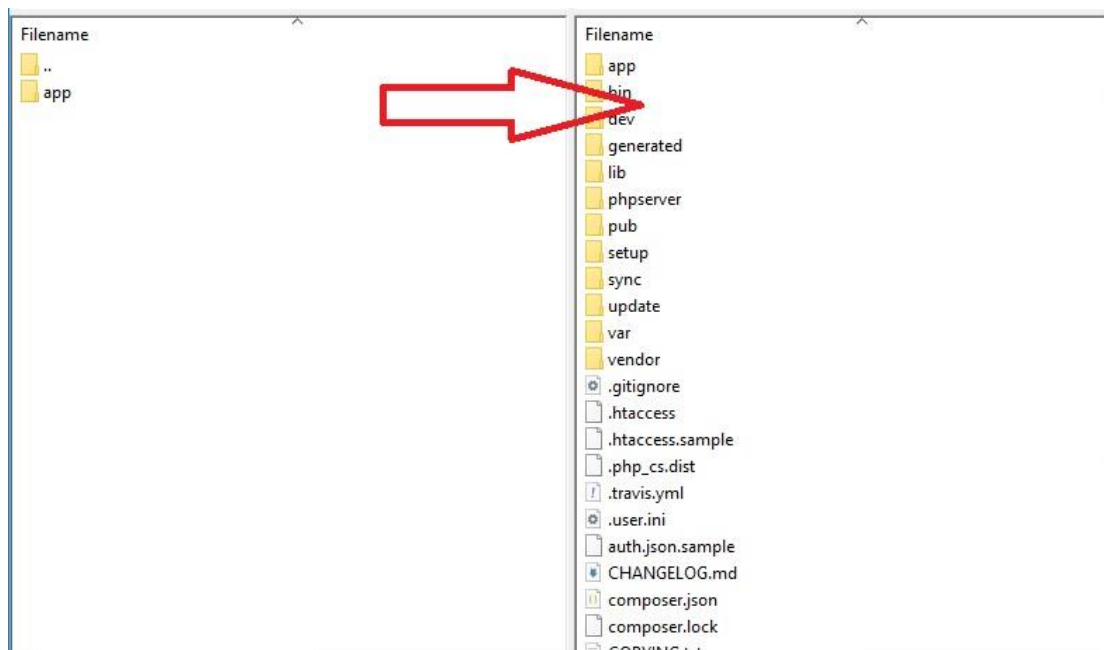 Filename
..
app
Filename
app
bin
dev
generated
lib
phpserver
pub
setup
sync
update
var
vendor
.gitignore
.htaccess
.htaccess.sample
.php_cs.dist
.travis.yml
.user.ini
auth.json.sample
CHANGELOG.md
composer.json
composer.lock